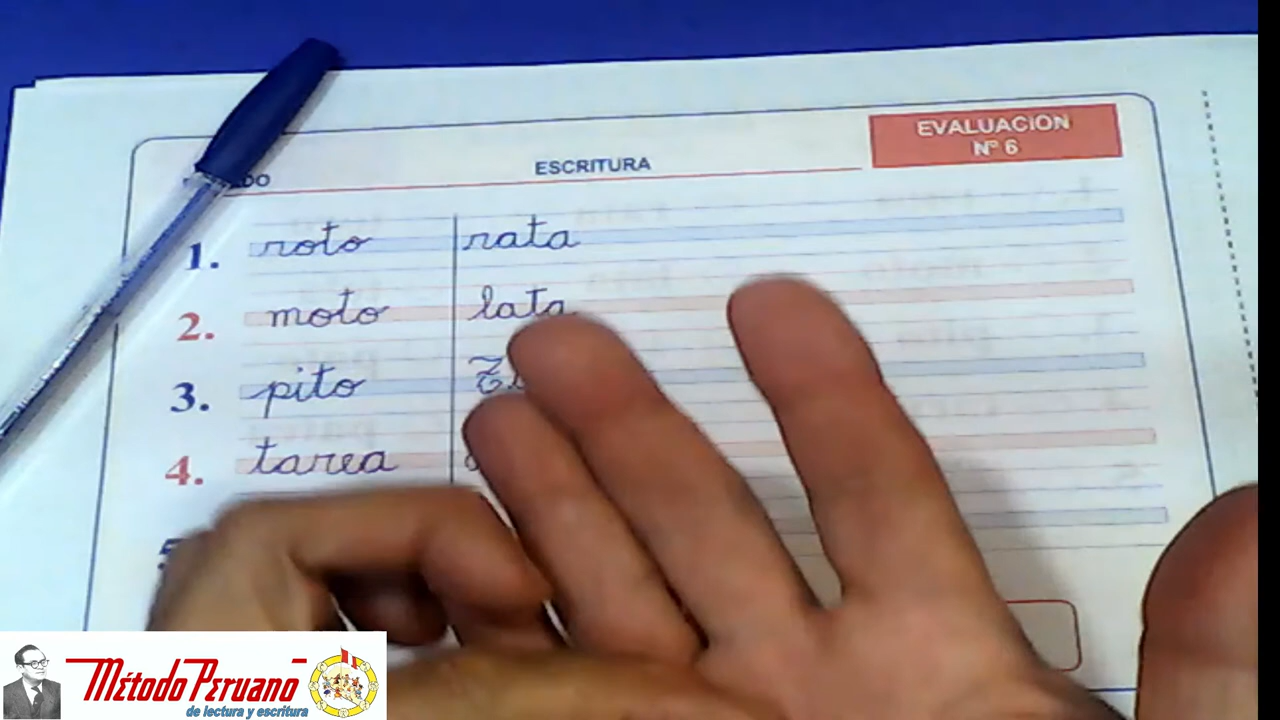 EVALUACION
Nº 6
ESCRITURA
1. roto rata
2. moto lata
3. pito
4. tarea
Método Peruano
de lectura y escritura